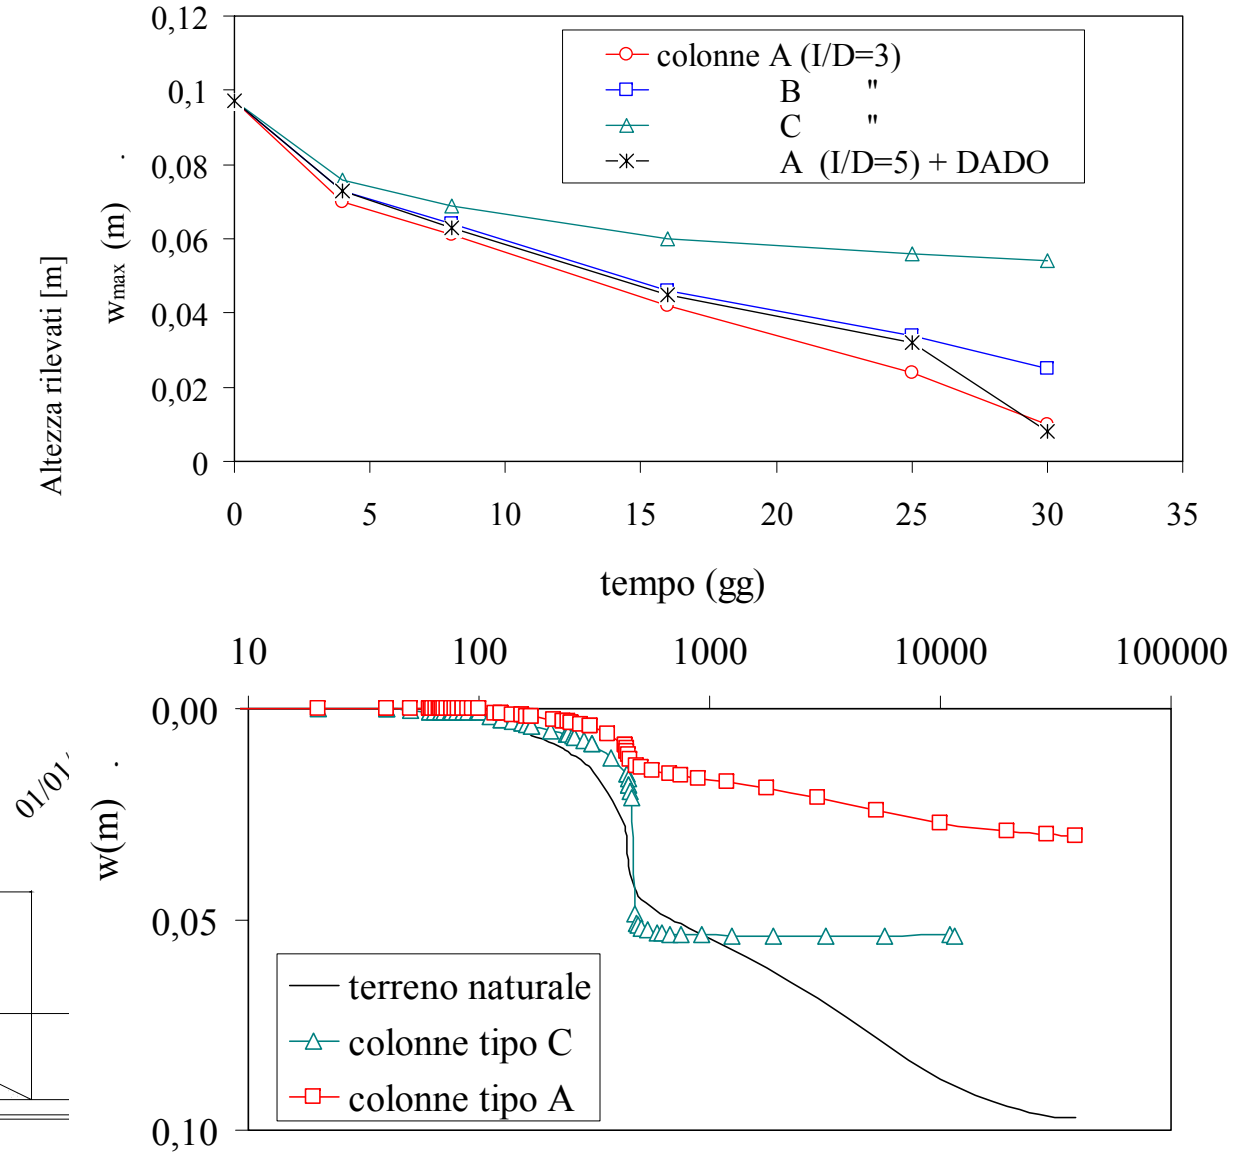 0,12
0,1
0,08
0,06
0,04
0,02
0
Altezza rilevati [m]
wmax (m)
.
colonne A (I/D=3)
B "
C "
A (I/D=5) + DADO
0 5 10 15 20 25 30 35
tempo (gg)
10 100 1000 10000 100000
0,00
0,05
0,10
w(m)
.
01/01
terreno naturale
colonne tipo C
colonne tipo A